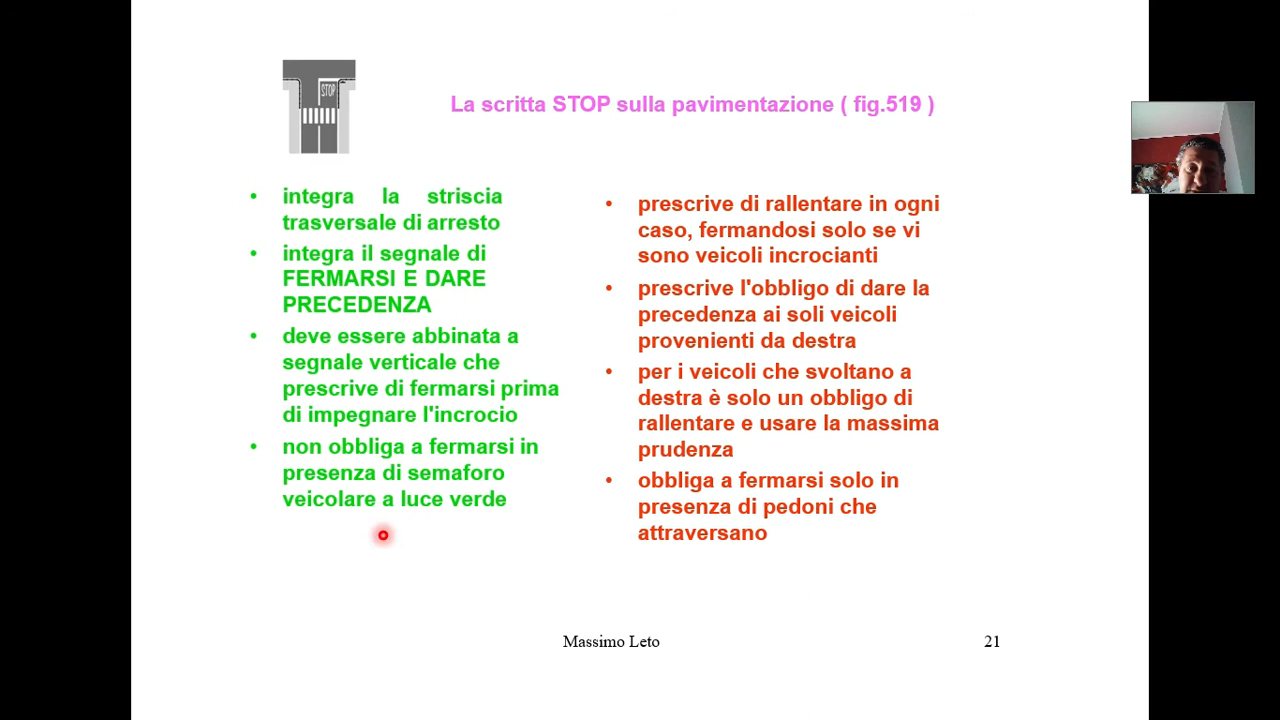 STOP
La scritta STOP sulla pavimentazione ( fig.519 )
• integra la striscia
trasversale di arresto
• integra il segnale di
FERMARSI E DARE
PRECEDENZA
• deve essere abbinata a
segnale verticale che
prescrive di fermarsi prima
di impegnare l'incrocio
• non obbliga a fermarsi in
presenza di semaforo
veicolare a luce verde
• prescrive di rallentare in ogni
caso, fermandosi solo se vi
sono veicoli incrocianti
• prescrive l'obbligo di dare la
precedenza ai soli veicoli
provenienti da destra
• per i veicoli che svoltano a
destra è solo un obbligo di
rallentare e usare la massima
prudenza
• obbliga a fermarsi solo in
presenza di pedoni che
attraversano
Massimo Leto
21